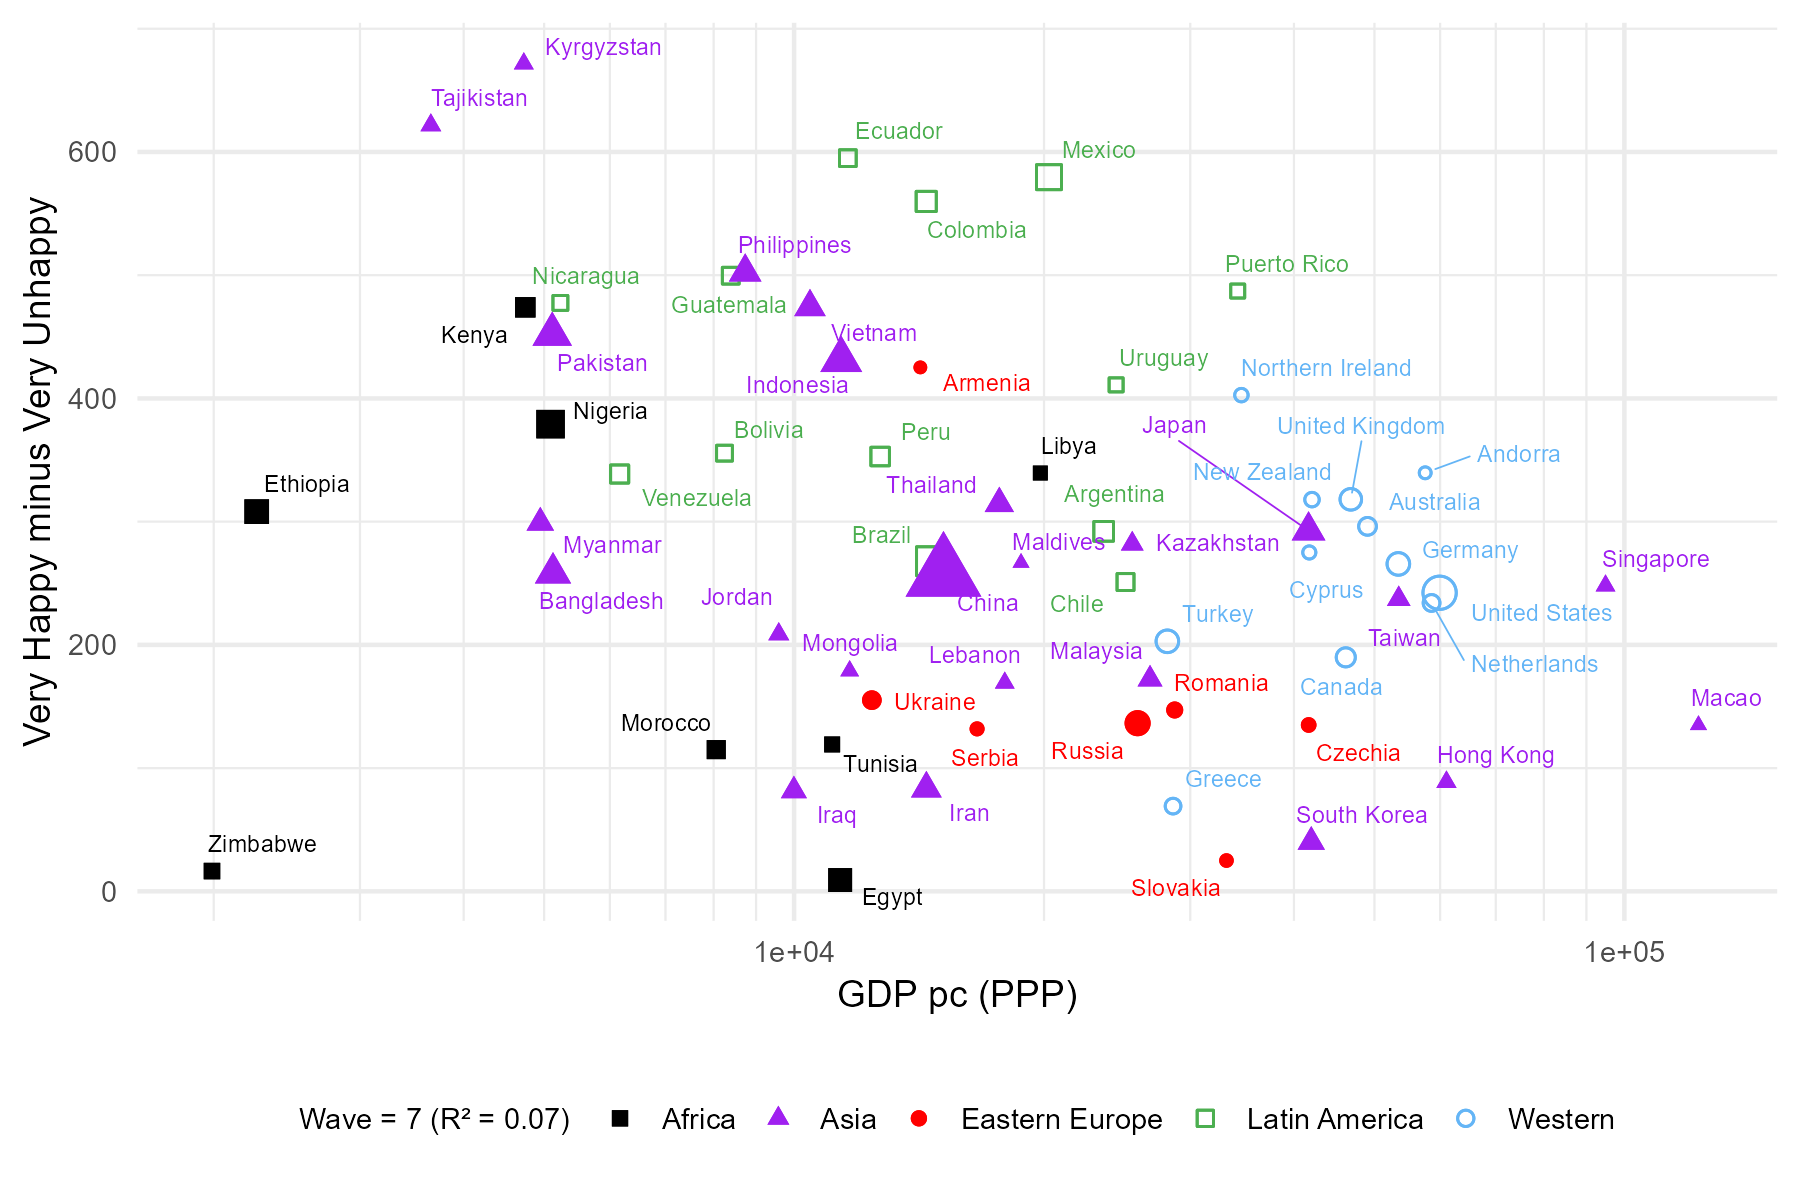 Kyrgyzstan
Tajikistan
Ecuador
Mexico
600
Colombia
Philippines
Puerto Rico
Nicaragua
Guatemala
Vietnam
Kenya
Pakistan
Uruguay
Northern Ireland
Indonesia
Armenia
400
Nigeria
Japan
United Kingdom
Bolivia
Peru
Libya
Andorra
New Zealand
Ethiopia
Thailand
Venezuela
Argentina
Australia
Brazil
Maldives
Kazakhstan
Myanmar
Germany
Singapore
Jordan
Bangladesh
China
Chile
Cyprus
Turkey
United States
200
Mongolia
Lebanon
Malaysia
Taiwan
Netherlands
Romania
Canada
Ukraine
Macao
Morocco
Russia
Serbia
Tunisia
Czechia
Hong Kong
Greece
Iraq
Iran
South Korea
Zimbabwe
Slovakia
Egypt
0
Very Happy minus Very Unhappy
1e+04
1e+05
GDP pc (PPP)
Wave = 7 (R² = 0.07)
Africa
Asia
Eastern Europe
Latin America
Western